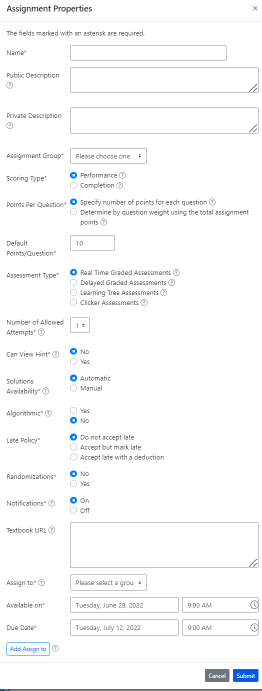 Assignment Properties ×
The fields marked with an asterisk are required.
Name*
Public Description
Private Description
Assignment Group* Please choose one
Scoring Type* Performance
Completion
Points Per Question* Specify number of points for each question
Determine by question weight using the total assignment
points
Default 10
Points/Question*
Assessment Type* Real Time Graded Assessments
Delayed Graded Assessments
Learning Tree Assessments
Clicker Assessments
Number of Allowed 1
Attempts*
Can View Hint* No
Yes
Solutions Automatic
Availability* Manual
Algorithmic* Yes
No
Late Policy* Do not accept late
Accept but mark late
Accept late with a deduction
Randomizations* No
Yes
Notifications* On
Off
Textbook URL
Assign to* Please select a grou
Available on* Tuesday, June 28, 2022 9:00 AM
Due Date* Tuesday, July 12, 2022 9:00 AM
Add Assign to
Cancel Submit